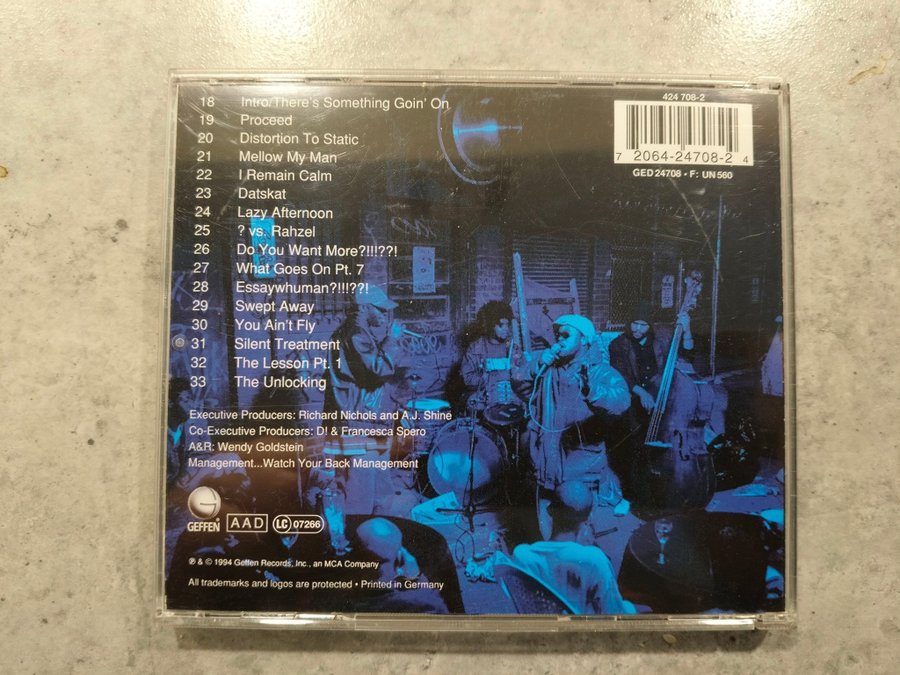 18 Intro/There's Something Goin' On
19 Proceed
20 Distortion To Static
21 Mellow My Man
22 I Remain Calm
23 Datskat
24 Lazy Afternoon
25 ? vs. Rahzel
26 Do You Want More?!!!??!
27 What Goes On Pt. 7
28 Essaywhuman?!!!??!
29 Swept Away
30 You Ain't Fly
31 Silent Treatment
32 The Lesson Pt. 1
33 The Unlocking
424 708-2
7 2064-24708-2 4
GED 24708 • F: UN 560
Executive Producers: Richard Nichols and A.J. Shine
Co-Executive Producers: D! & Francesca Spero
A&R: Wendy Goldstein
Management...Watch Your Back Management
GEFFEN®
AAD
LC 07266
℗ & © 1994 Geffen Records, Inc., an MCA Company
All trademarks and logos are protected • Printed in Germany